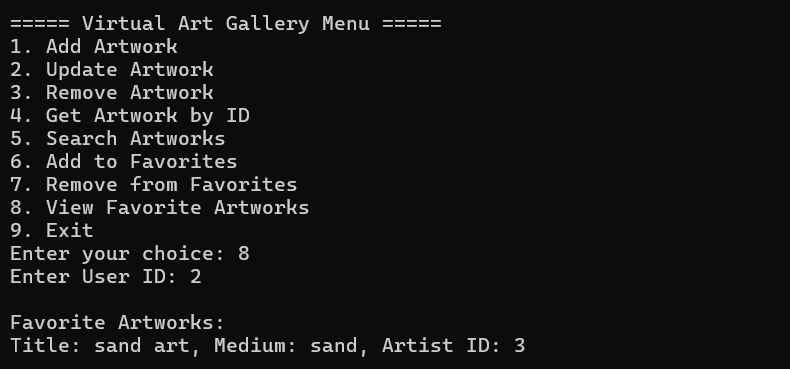 ===== Virtual Art Gallery Menu =====
1. Add Artwork
2. Update Artwork
3. Remove Artwork
4. Get Artwork by ID
5. Search Artworks
6. Add to Favorites
7. Remove from Favorites
8. View Favorite Artworks
9. Exit
Enter your choice: 8
Enter User ID: 2
Favorite Artworks:
Title: sand art, Medium: sand, Artist ID: 3